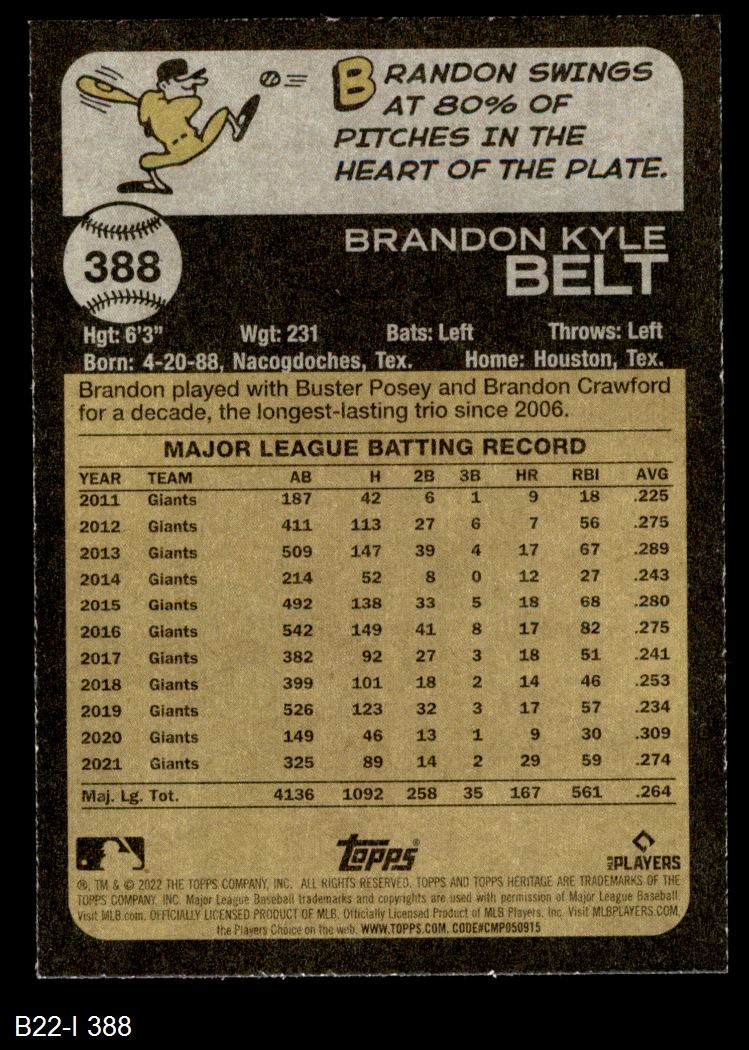 BRANDON SWINGS
AT 80% OF
PITCHES IN THE
HEART OF THE PLATE.
388
BRANDON KYLE
BELT
Hgt: 6'3" Wgt: 231 Bats: Left Throws: Left
Born: 4-20-88, Nacogdoches, Tex. Home: Houston, Tex.
Brandon played with Buster Posey and Brandon Crawford
for a decade, the longest-lasting trio since 2006.
MAJOR LEAGUE BATTING RECORD
YEAR TEAM AB H 2B 3B HR RBI AVG
2011 Giants 187 42 6 1 9 18 .225
2012 Giants 411 113 27 6 7 56 .275
2013 Giants 509 147 39 4 17 67 .289
2014 Giants 214 52 8 0 12 27 .243
2015 Giants 492 138 33 5 18 68 .280
2016 Giants 542 149 41 8 17 82 .275
2017 Giants 382 92 27 3 18 51 .241
2018 Giants 399 101 18 2 14 46 .253
2019 Giants 526 123 32 3 17 57 .234
2020 Giants 149 46 13 1 9 30 .309
2021 Giants 325 89 14 2 29 59 .274
Maj. Lg. Tot. 4136 1092 258 35 167 561 .264
Topps® MLB PLAYERS
®, TM & © 2022 THE TOPPS COMPANY, INC. ALL RIGHTS RESERVED. TOPPS AND TOPPS HERITAGE ARE TRADEMARKS OF THE
TOPPS COMPANY, INC. Major League Baseball trademarks and copyrights are used with permission of Major League Baseball.
Visit MLB.com. OFFICIALLY LICENSED PRODUCT OF MLB. Officially Licensed Product of MLB Players, Inc. Visit MLBPLAYERS.COM,
the Players Choice on the web. WWW.TOPPS.COM. CODE#CMP050915
B22-I 388